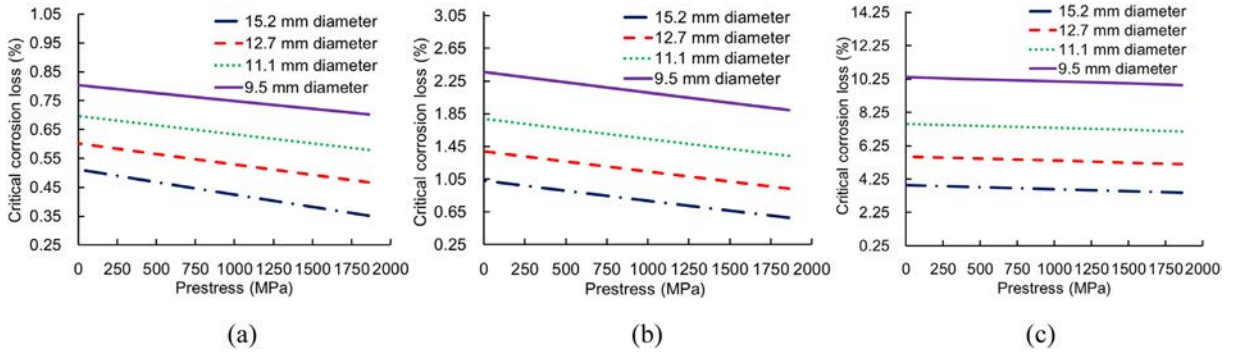 1.05
0.95
0.85
0.75
0.65
0.55
0.45
0.35
0.25
Critical corrosion loss (%)
15.2 mm diameter
12.7 mm diameter
11.1 mm diameter
9.5 mm diameter
0 250 500 750 1000 1250 1500 1750 2000
Prestress (MPa)
(a)
3.05
2.65
2.25
1.85
1.45
1.05
0.65
0.25
Critical corrosion loss (%)
15.2 mm diameter
12.7 mm diameter
11.1 mm diameter
9.5 mm diameter
0 250 500 750 1000 1250 1500 1750 2000
Prestress (MPa)
(b)
14.25
12.25
10.25
8.25
6.25
4.25
2.25
0.25
Critical corrosion loss (%)
15.2 mm diameter
12.7 mm diameter
11.1 mm diameter
9.5 mm diameter
0 250 500 750 1000 1250 1500 1750 2000
Prestress (MPa)
(c)